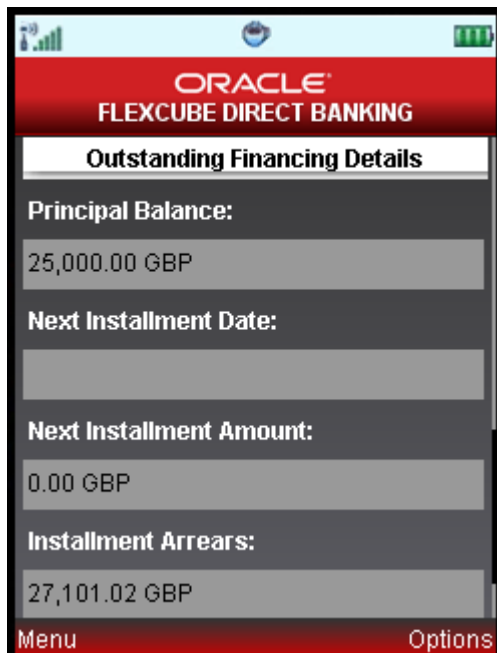 ORACLE
FLEXCUBE DIRECT BANKING
Outstanding Financing Details
Principal Balance:
25,000.00 GBP
Next Installment Date:
Next Installment Amount:
0.00 GBP
Installment Arrears:
27,101.02 GBP
Menu Options